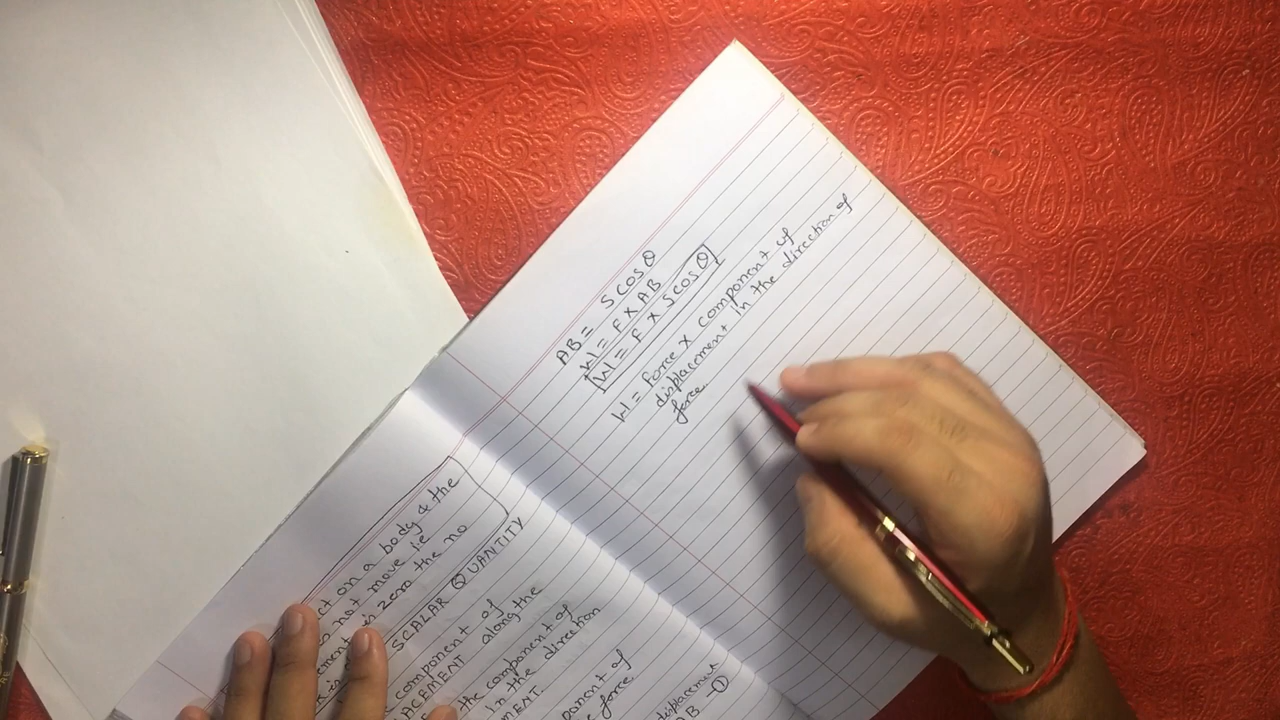 ct on a body & the
s not move ie
ement is zero the no
SCALAR QUANTITY
component of
ACEMENT along the
the component of
in the direction
MENT.
ponent of
force
displacement
AB —①
AB = S COS θ
W = F X AB
W = F X S COS θ
W = Force X component of
displacement in the direction of
force.